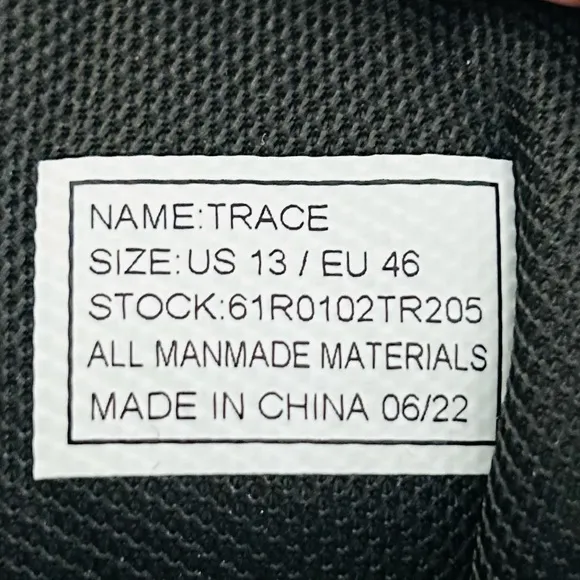 NAME:TRACE
SIZE:US 13 / EU 46
STOCK:61R0102TR205
ALL MANMADE MATERIALS
MADE IN CHINA 06/22